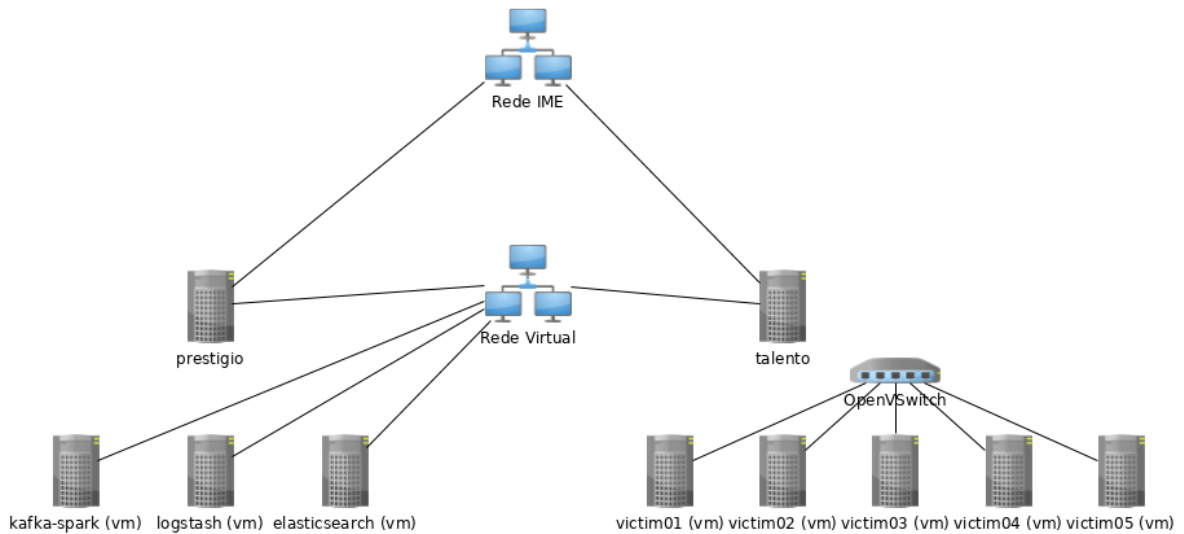 Rede IME
Rede Virtual
prestigio
talento
OpenVSwitch
kafka-spark (vm)
logstash (vm)
elasticsearch (vm)
victim01 (vm)
victim02 (vm)
victim03 (vm)
victim04 (vm)
victim05 (vm)